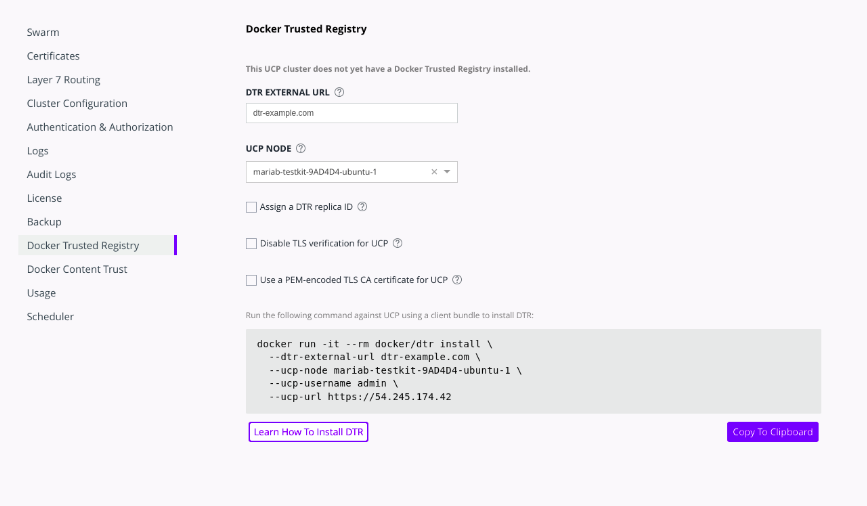 Swarm
Certificates
Layer 7 Routing
Cluster Configuration
Authentication & Authorization
Logs
Audit Logs
License
Backup
Docker Trusted Registry
Docker Content Trust
Usage
Scheduler
Docker Trusted Registry
This UCP cluster does not yet have a Docker Trusted Registry installed.
DTR EXTERNAL URL ?
dtr-example.com
UCP NODE ?
mariab-testkit-9AD4D4-ubuntu-1
Assign a DTR replica ID ?
Disable TLS verification for UCP ?
Use a PEM-encoded TLS CA certificate for UCP ?
Run the following command against UCP using a client bundle to install DTR:
docker run -it --rm docker/dtr install \
--dtr-external-url dtr-example.com \
--ucp-node mariab-testkit-9AD4D4-ubuntu-1 \
--ucp-username admin \
--ucp-url https://54.245.174.42
Learn How To Install DTR
Copy To Clipboard